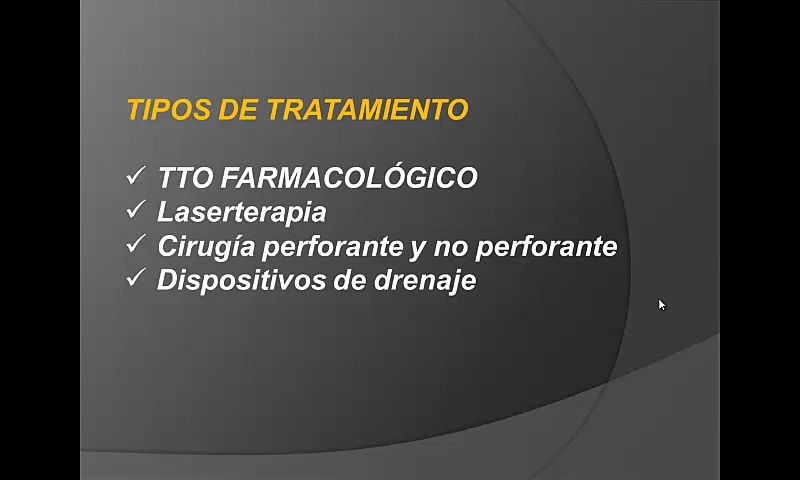 TIPOS DE TRATAMIENTO
✓ TTO FARMACOLÓGICO
✓ Laserterapia
✓ Cirugía perforante y no perforante
✓ Dispositivos de drenaje